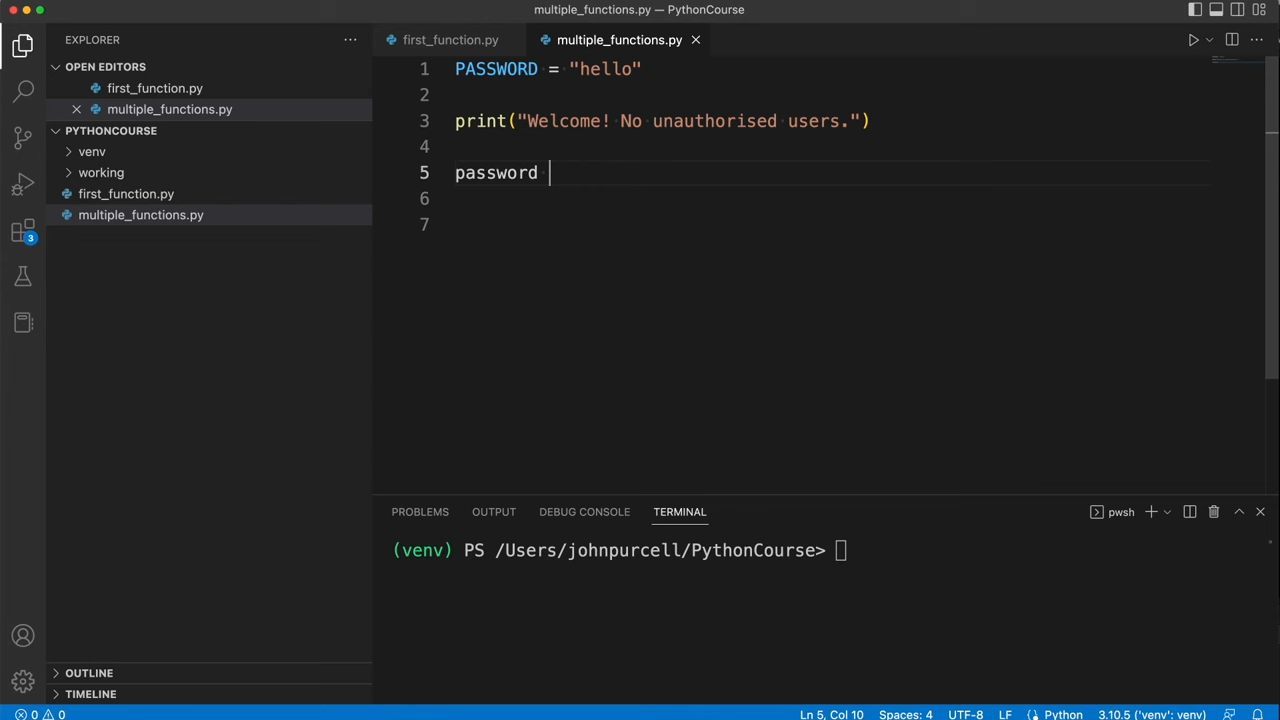 multiple_functions.py — PythonCourse
EXPLORER
first_function.py
multiple_functions.py
OPEN EDITORS
first_function.py
multiple_functions.py
PYTHONCOURSE
venv
working
first_function.py
multiple_functions.py
3
1 PASSWORD = "hello"
2
3 print("Welcome! No unauthorised users.")
4
5 password
6
7
PROBLEMS OUTPUT DEBUG CONSOLE TERMINAL
pwsh
(venv) PS /Users/johnpurcell/PythonCourse>
OUTLINE
TIMELINE
0 0 Ln 5, Col 10 Spaces: 4 UTF-8 LF Python 3.10.5 ('venv': venv)